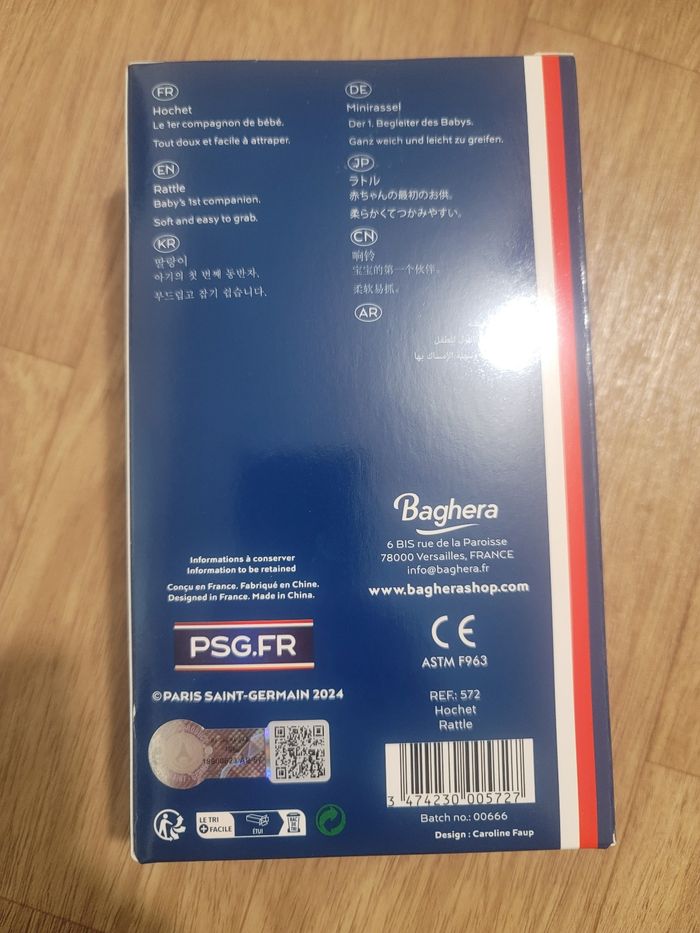 FR
Hochet
Le 1er compagnon de bébé.
Tout doux et facile à attraper.
EN
Rattle
Baby's 1st companion.
Soft and easy to grab.
KR
딸랑이
아기의 첫 번째 동반자.
부드럽고 잡기 쉽습니다.
DE
Minirassel
Der 1. Begleiter des Babys.
Ganz weich und leicht zu greifen.
JP
ラトル
赤ちゃんの最初のお供。
柔らかくてつかみやすい。
CN
响铃
宝宝的第一个伙伴。
柔软易抓。
AR
للطفل
الإمساك بها
Baghera
6 BIS rue de la Paroisse
78000 Versailles, FRANCE
info@baghera.fr
www.bagherashop.com
CE
ASTM F963
REF.: 572
Hochet
Rattle
3 474230 005727
Batch no.: 00666
Design : Caroline Faup
Informations à conserver
Information to be retained
Conçu en France. Fabriqué en Chine.
Designed in France. Made in China.
PSG.FR
©PARIS SAINT-GERMAIN 2024
LE TRI
+ FACILE
ÉTUI
BAC DE TRI